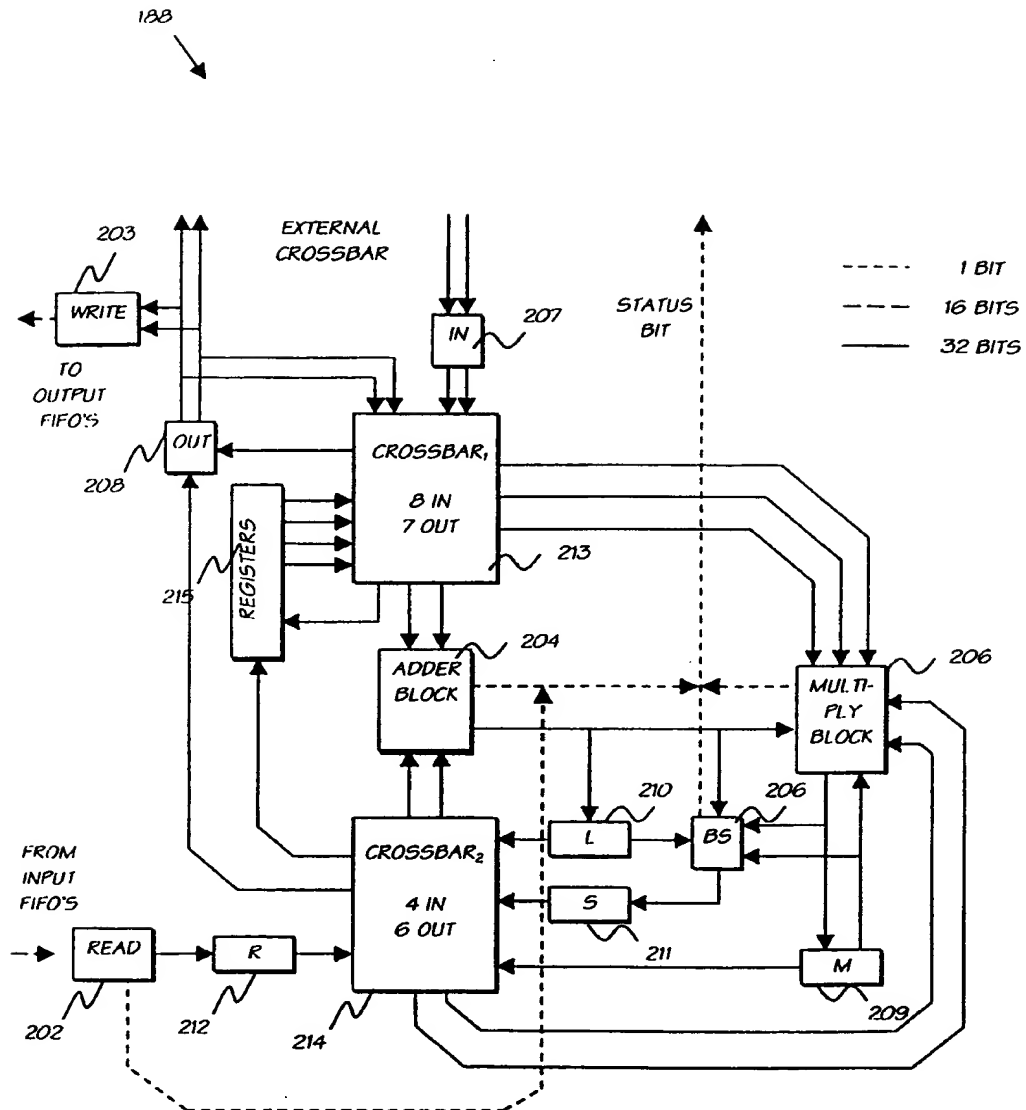 188
EXTERNAL
CROSSBAR
203
WRITE
TO
OUTPUT
FIFO'S
207
IN
STATUS
BIT
1 BIT
16 BITS
32 BITS
OUT
208
CROSSBAR₁
8 IN
7 OUT
213
REGISTERS
215
204
ADDER
BLOCK
206
MULTI-
PLY
BLOCK
210
L
206
BS
CROSSBAR₂
4 IN
6 OUT
214
S
211
FROM
INPUT
FIFO'S
READ
202
R
212
M
209